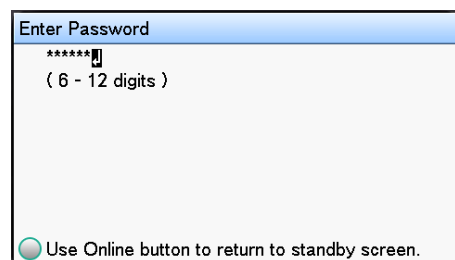 Enter Password
******↵
( 6 - 12 digits )
Use Online button to return to standby screen.